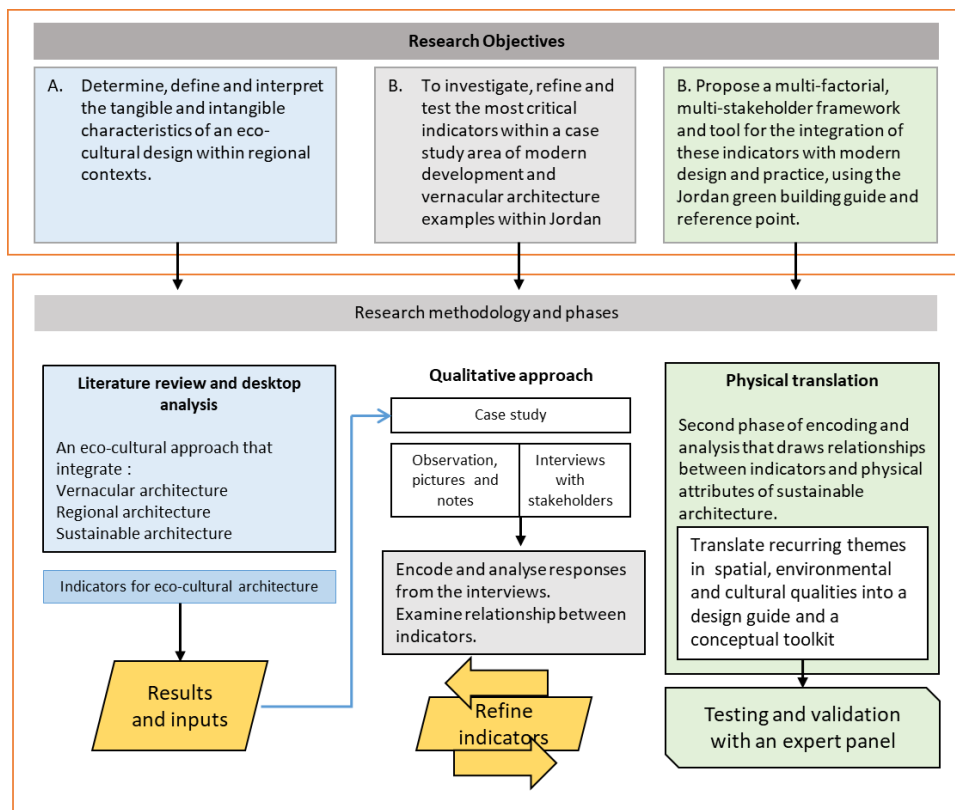 Research Objectives
A. Determine, define and interpret
the tangible and intangible
characteristics of an eco-
cultural design within regional
contexts.
B. To investigate, refine and
test the most critical
indicators within a case
study area of modern
development and
vernacular architecture
examples within Jordan
B. Propose a multi-factorial,
multi-stakeholder framework
and tool for the integration of
these indicators with modern
design and practice, using the
Jordan green building guide and
reference point.
Research methodology and phases
Literature review and desktop
analysis
An eco-cultural approach that
integrate :
Vernacular architecture
Regional architecture
Sustainable architecture
Indicators for eco-cultural architecture
Results
and inputs
Qualitative approach
Case study
Observation,
pictures and
notes
Interviews
with
stakeholders
Encode and analyse responses
from the interviews.
Examine relationship between
indicators.
Refine
indicators
Physical translation
Second phase of encoding and
analysis that draws relationships
between indicators and physical
attributes of sustainable
architecture.
Translate recurring themes
in spatial, environmental
and cultural qualities into a
design guide and a
conceptual toolkit
Testing and validation
with an expert panel